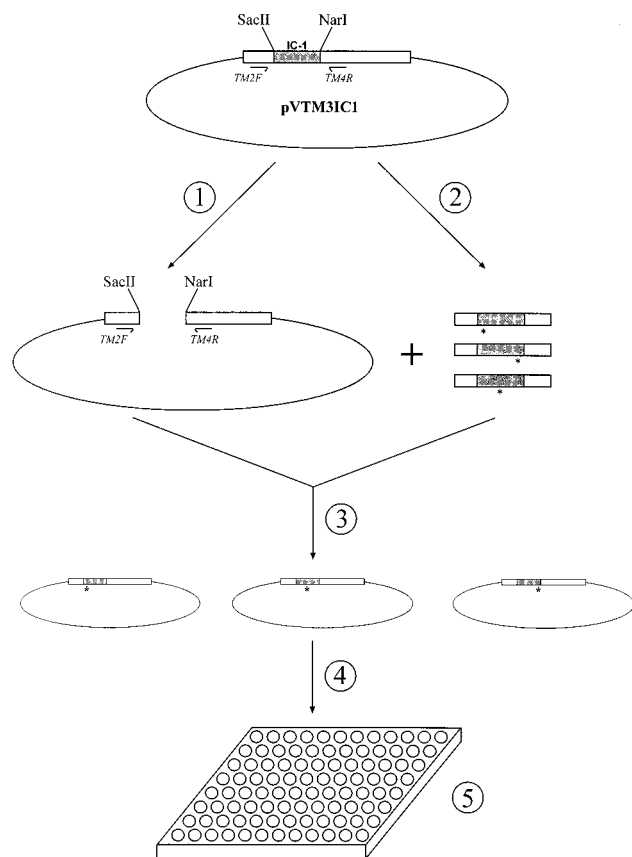 SacII NarI
IC-1
TM2F TM4R
pVTM3IC1
1 2
SacII NarI
TM2F TM4R
+
*
*
*
3
* * *
4
5